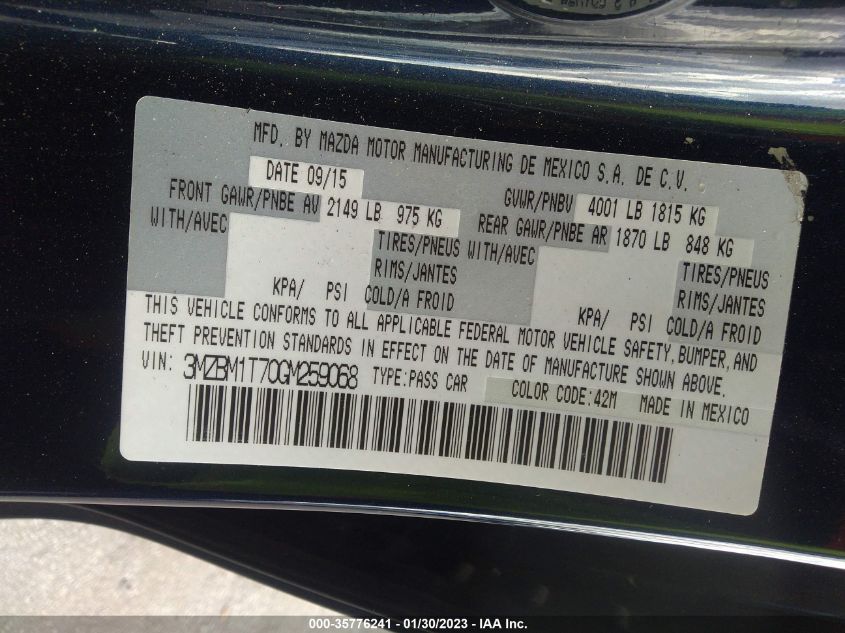 MFD. BY MAZDA MOTOR MANUFACTURING DE MEXICO S.A. DE C.V.
DATE 09/15
GVWR/PNBV 4001 LB 1815 KG
FRONT GAWR/PNBE AV 2149 LB 975 KG
REAR GAWR/PNBE AR 1870 LB 848 KG
WITH/AVEC
TIRES/PNEUS
WITH/AVEC
TIRES/PNEUS
RIMS/JANTES
RIMS/JANTES
KPA/ PSI COLD/A FROID
KPA/ PSI COLD/A FROID
THIS VEHICLE CONFORMS TO ALL APPLICABLE FEDERAL MOTOR VEHICLE SAFETY, BUMPER, AND
THEFT PREVENTION STANDARDS IN EFFECT ON THE DATE OF MANUFACTURE SHOWN ABOVE.
VIN: 3MZBM1T70GM259068 TYPE:PASS CAR COLOR CODE:42M MADE IN MEXICO
000-35776241 - 01/30/2023 - IAA Inc.